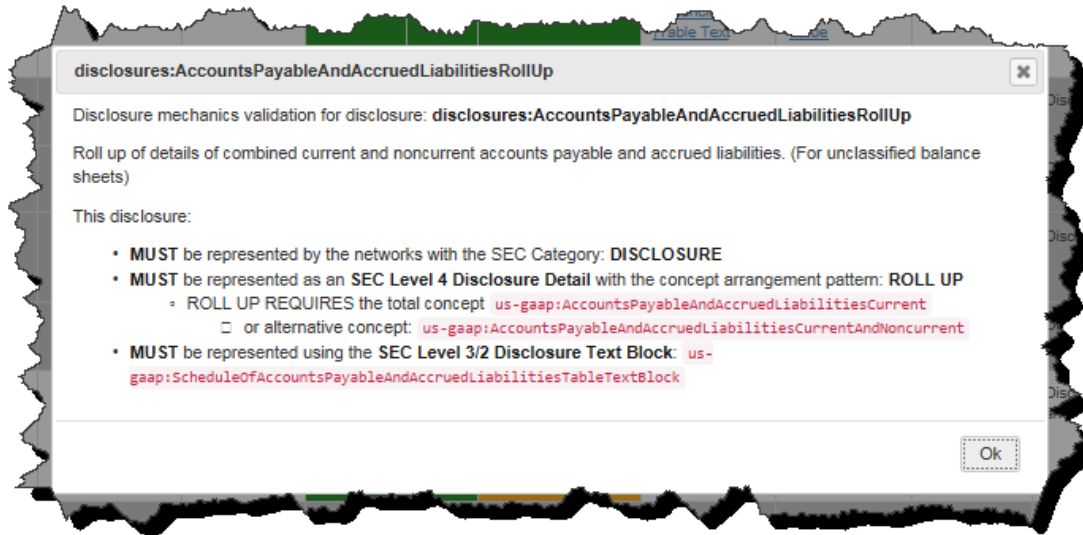 Table Text
disclosures:AccountsPayableAndAccruedLiabilitiesRollUp
Disclosure mechanics validation for disclosure: disclosures:AccountsPayableAndAccruedLiabilitiesRollUp
Roll up of details of combined current and noncurrent accounts payable and accrued liabilities. (For unclassified balance
sheets)
This disclosure:
• MUST be represented by the networks with the SEC Category: DISCLOSURE
• MUST be represented as an SEC Level 4 Disclosure Detail with the concept arrangement pattern: ROLL UP
◦ ROLL UP REQUIRES the total concept us-gaap:AccountsPayableAndAccruedLiabilitiesCurrent
□ or alternative concept: us-gaap:AccountsPayableAndAccruedLiabilitiesCurrentAndNoncurrent
• MUST be represented using the SEC Level 3/2 Disclosure Text Block: us-
gaap:ScheduleOfAccountsPayableAndAccruedLiabilitiesTableTextBlock
Ok